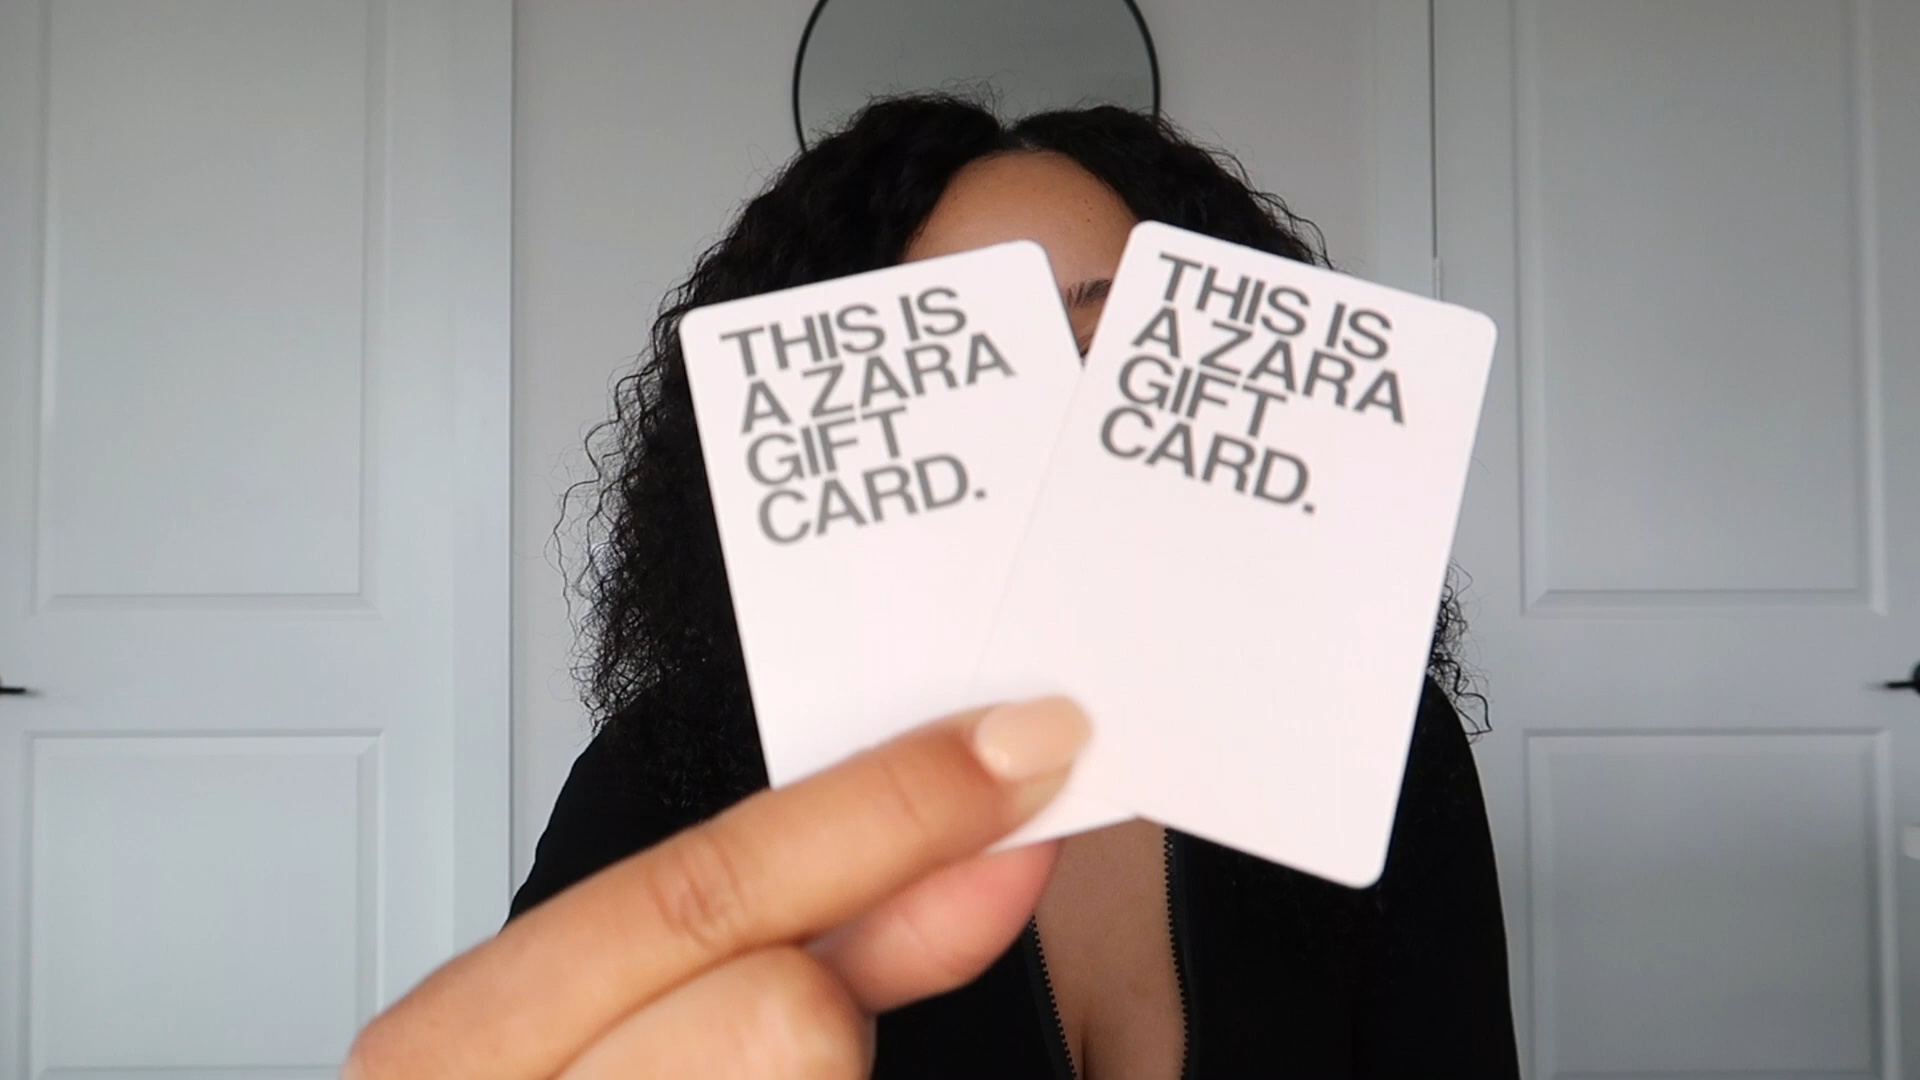 THIS IS
A ZARA
GIFT
CARD.
THIS IS
A ZARA
GIFT
CARD.